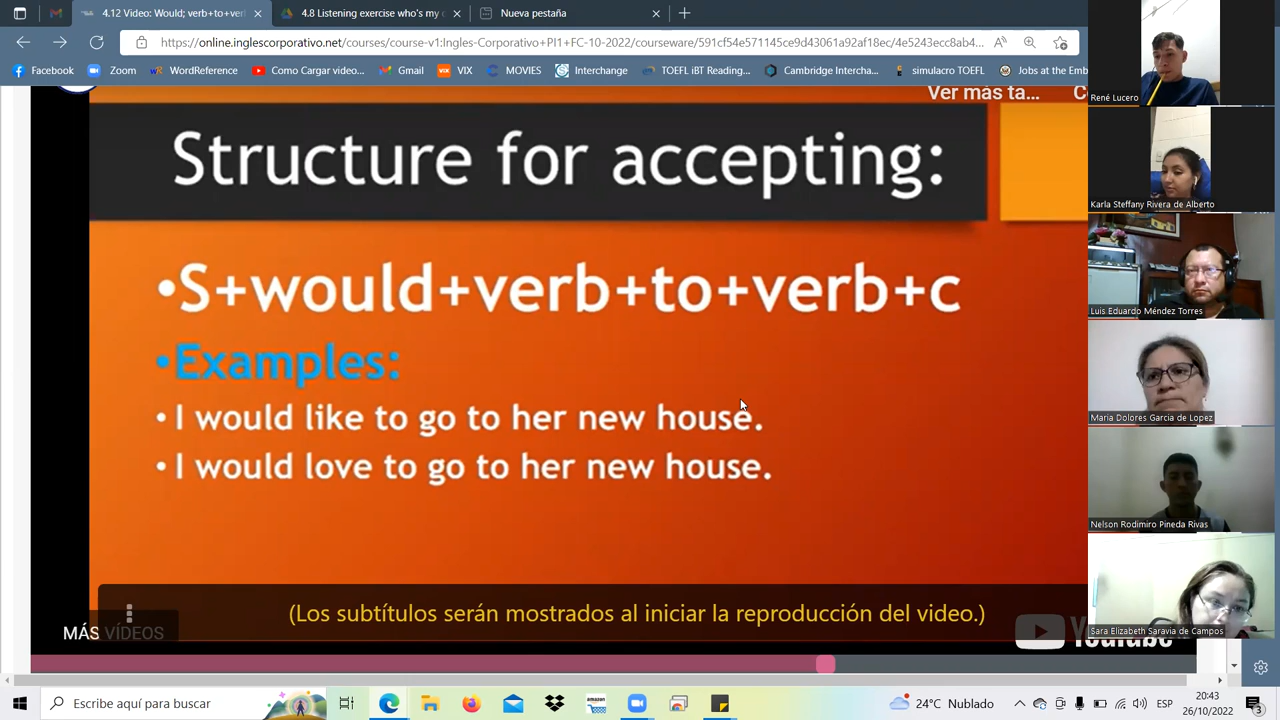 4.12 Video: Would; verb+to+verb
4.8 Listening exercise who's my
Nueva pestaña
https://online.inglescorporativo.net/courses/course-v1:Ingles-Corporativo+PI1+FC-10-2022/courseware/591cf54e571145ce9d43061a92af18ec/4e5243ecc8ab4...
Facebook
Zoom
WordReference
Como Cargar video...
Gmail
VIX
MOVIES
Interchange
TOEFL iBT Reading...
Cambridge Intercha...
simulacro TOEFL
Jobs at the Emb
Ver más ta...
Structure for accepting:
•S+would+verb+to+verb+c
•Examples:
• I would like to go to her new house.
• I would love to go to her new house.
(Los subtítulos serán mostrados al iniciar la reproducción del video.)
MÁS VÍDEOS
René Lucero
Karla Steffany Rivera de Alberto
Luis Eduardo Méndez Torres
Maria Dolores Garcia de Lopez
Nelson Rodimiro Pineda Rivas
Sara Elizabeth Saravia de Campos
Escribe aquí para buscar
24°C Nublado
ESP
20:43
26/10/2022
3